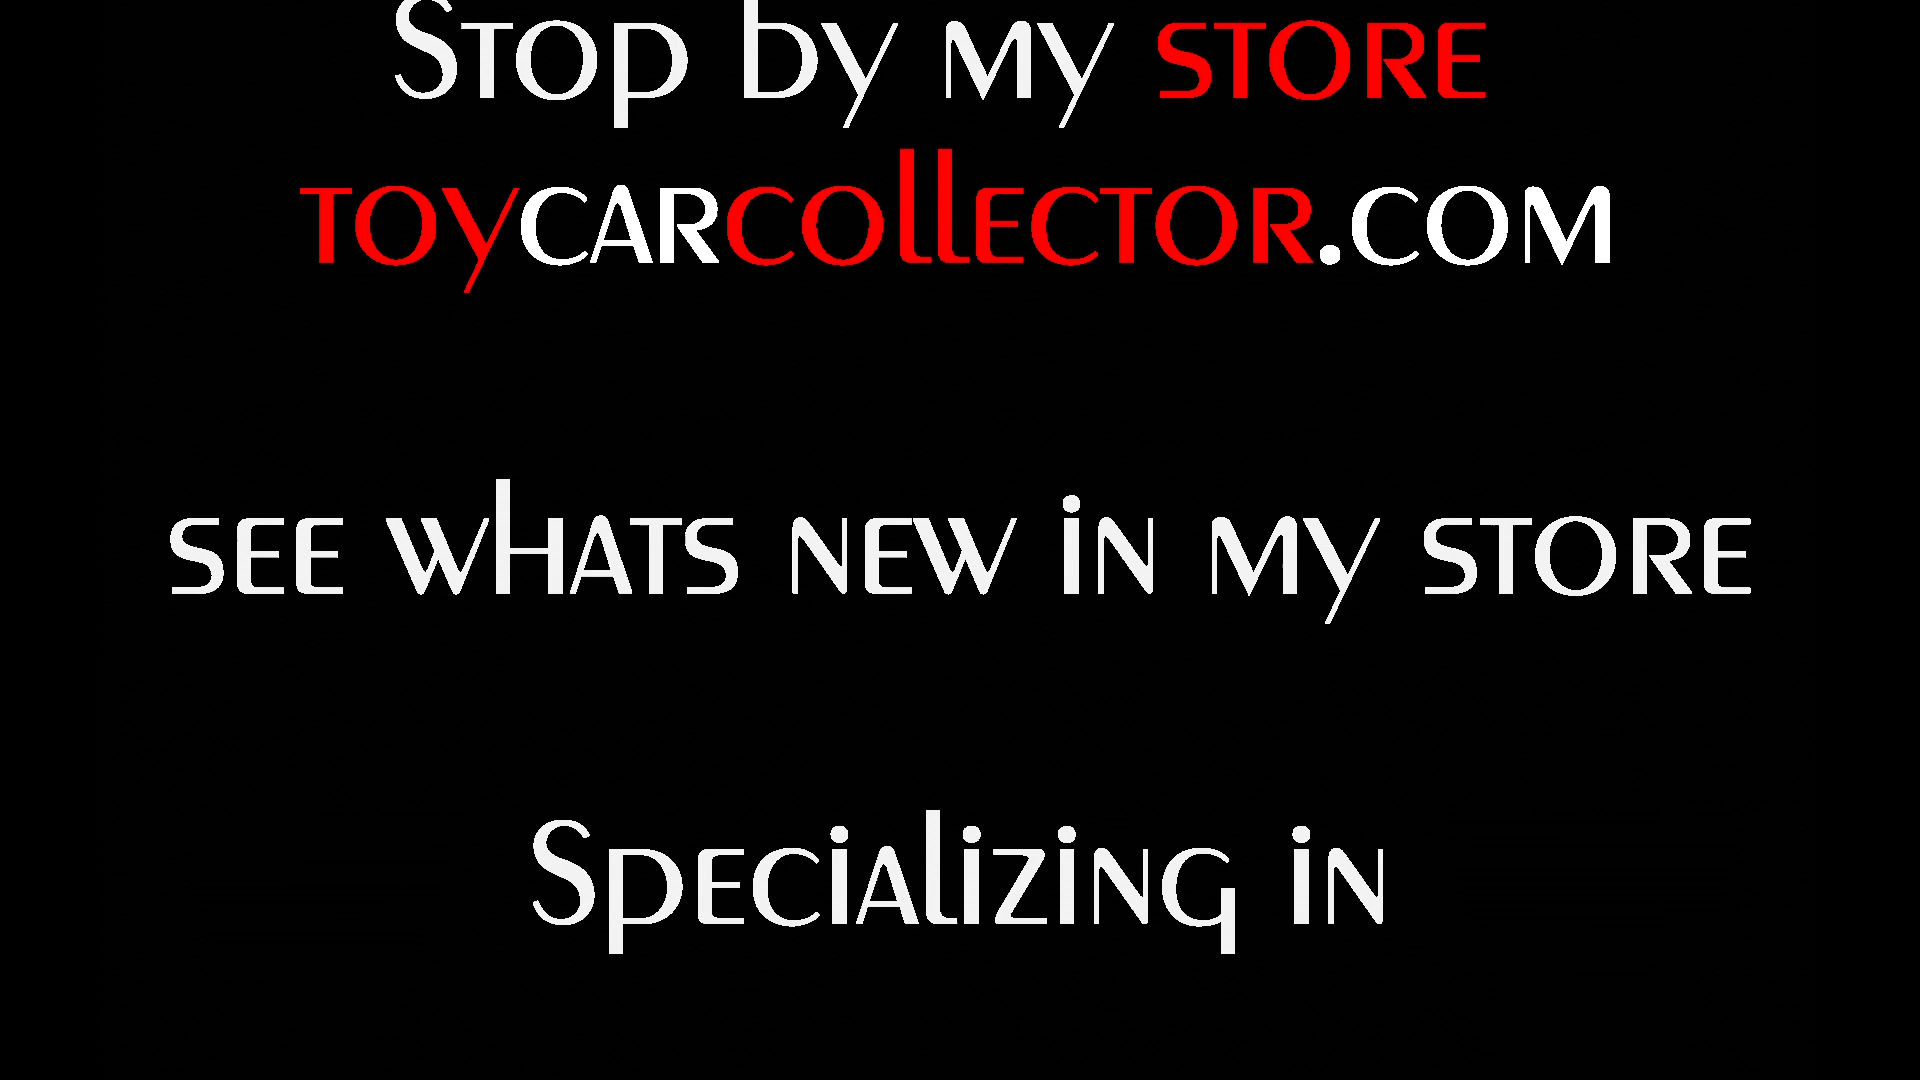 Stop by my store
toycarcollector.com
see whats new in my store
Specializing in